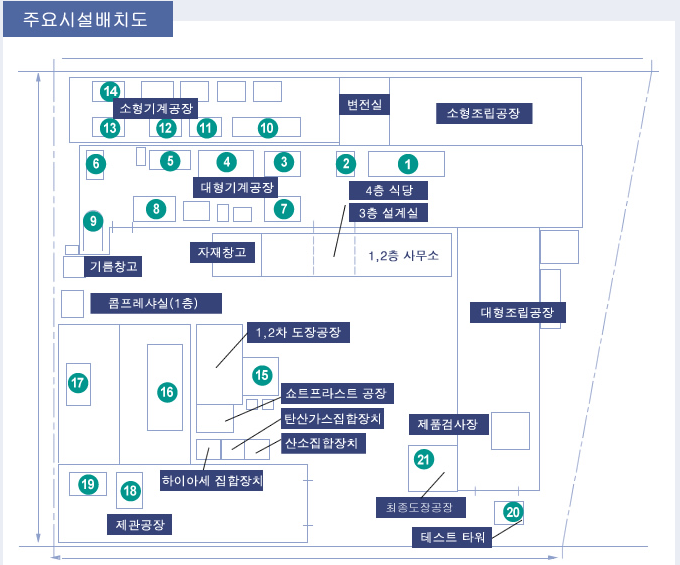 주요시설배치도
14
소형기계공장
13
12
11
10
변전실
소형조립공장
6
5
4
3
2
1
대형기계공장
4층 식당
3층 설계실
8
7
9
자재창고
1,2층 사무소
기름창고
콤프레샤실(1층)
대형조립공장
1,2차 도장공장
17
16
15
쇼트프라스트 공장
탄산가스집합장치
산소집합장치
제품검사장
21
하이아세 집합장치
19
18
제관공장
최종도장공장
20
테스트 타워